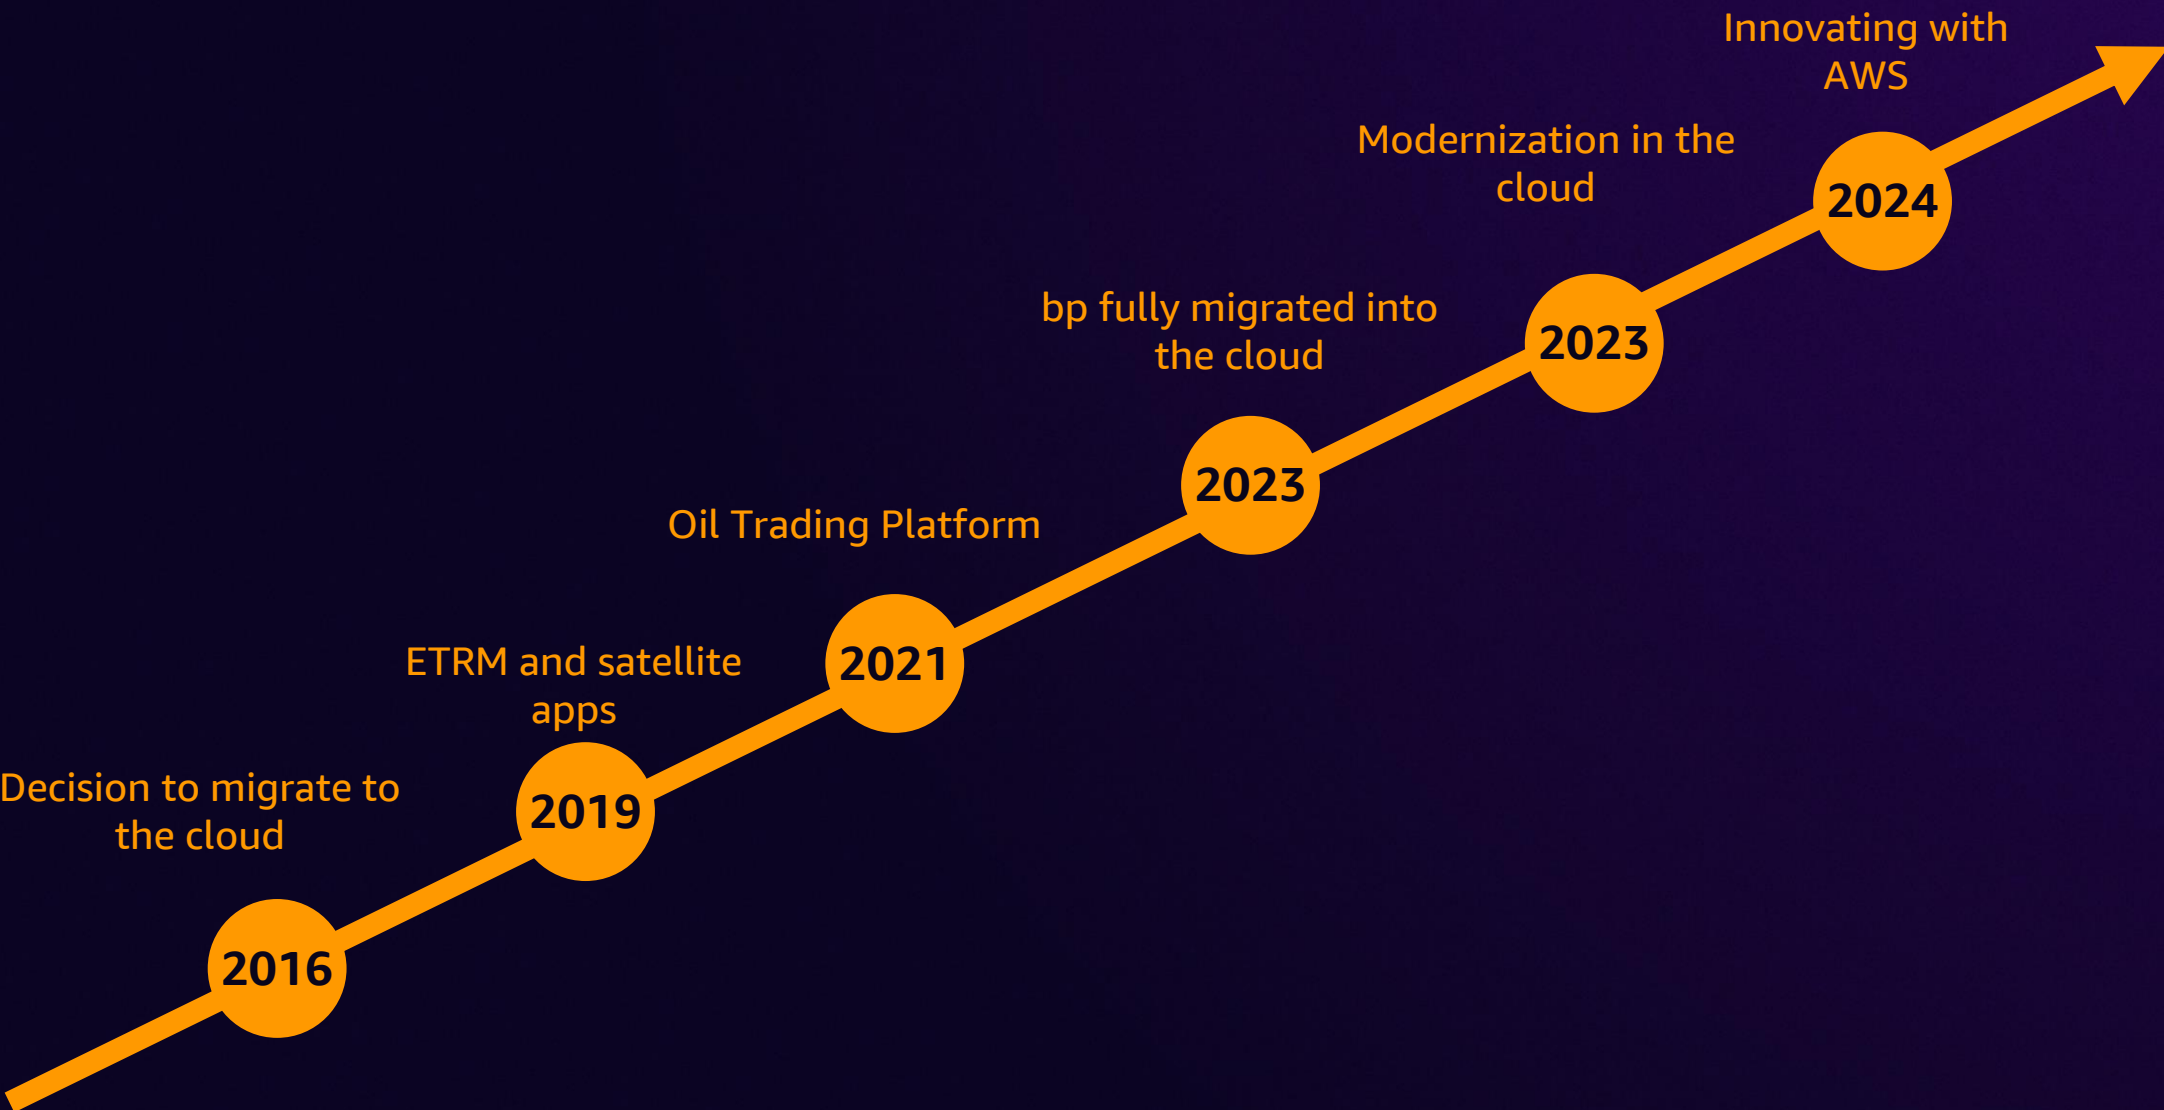 Innovating with
AWS
Modernization in the
cloud
2024
bp fully migrated into
the cloud
2023
Oil Trading Platform
2023
ETRM and satellite
apps
2021
Decision to migrate to
the cloud
2019
2016